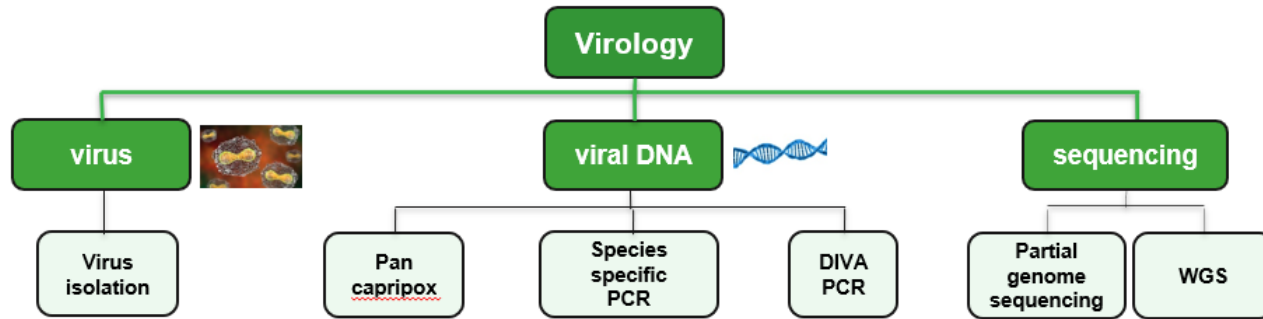 Virology
virus
viral DNA
sequencing
Virus
isolation
Pan
capripox
Species
specific
PCR
DIVA
PCR
Partial
genome
sequencing
WGS